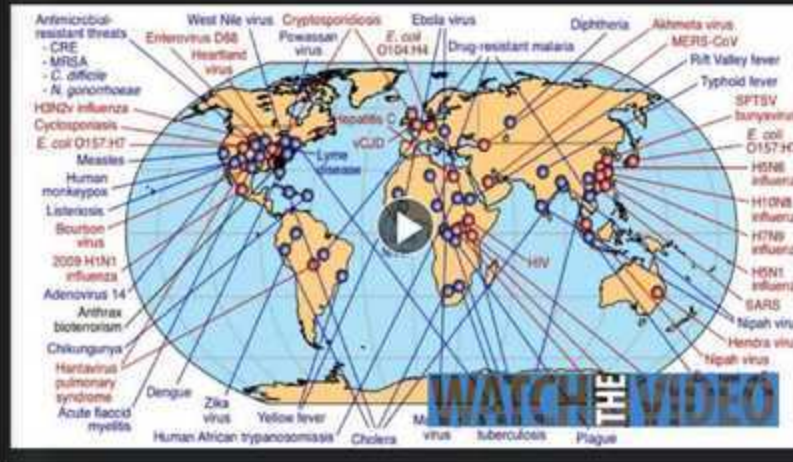 Antimicrobial-
resistant threats
- CRE
- MRSA
- C. difficile
- N. gonorrhoeae
H3N2v influenza
Cyclosporiasis
E. coli O157:H7
Measles
Human
monkeypox
Listeriosis
Bourbon
virus
2009 H1N1
influenza
Adenovirus 14
Anthrax
bioterrorism
Chikungunya
Hantavirus
pulmonary
syndrome
Acute flaccid
myelitis
Enterovirus D68
West Nile virus
Heartland
virus
Powassan
virus
Cryptosporidiosis
E. coli
O104:H4
Ebola virus
Drug-resistant malaria
Diphtheria
Akhmeta virus
MERS-CoV
Rift Valley fever
Typhoid fever
SFTSV
bunyavirus
E. coli
O157:H7
H5N6
influenza
H10N8
influenza
H7N9
influenza
H5N1
influenza
SARS
Nipah virus
Hendra virus
Nipah virus
Hepatitis C
vCJD
Lyme
disease
HIV
Dengue
Zika
virus
Yellow fever
Human African trypanosomiasis
Cholera
virus
tuberculosis
Plague
WATCH THE VIDEO